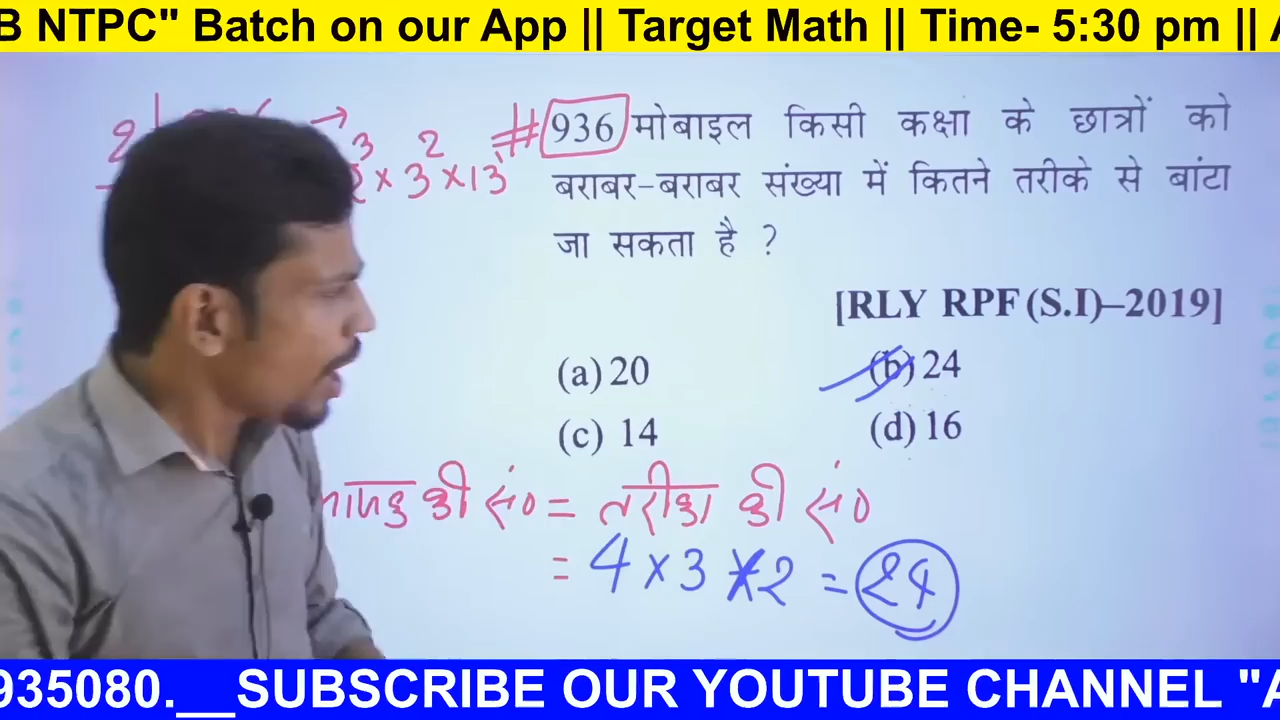 B NTPC" Batch on our App || Target Math || Time- 5:30 pm ||
3 2
2 × 3 × 13
#936 मोबाइल किसी कक्षा के छात्रों को
बराबर-बराबर संख्या में कितने तरीके से बांटा
जा सकता है ?
[RLY RPF (S.I)–2019]
(a) 20 (b) 24
(c) 14 (d) 16
की सं० = तरीका की सं०
= 4 × 3 × 2 = 24
935080.__SUBSCRIBE OUR YOUTUBE CHANNEL "A